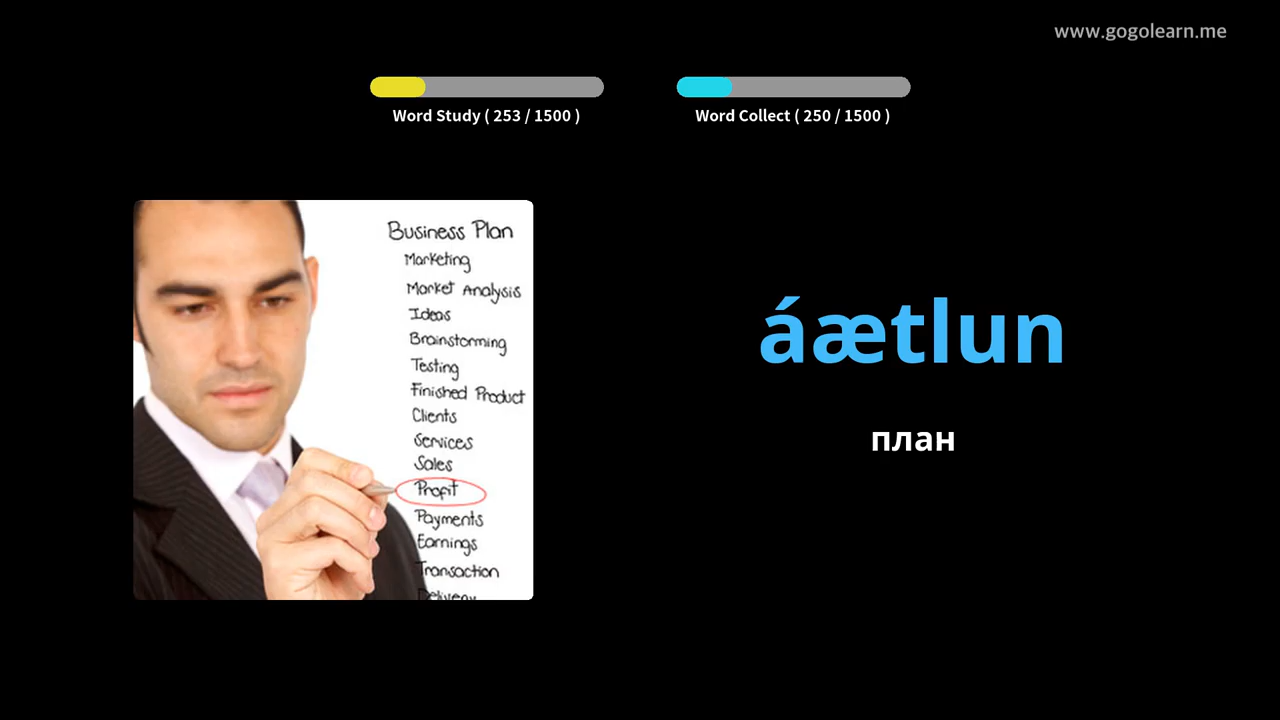 www.gogolearn.me
Word Study ( 253 / 1500 )
Word Collect ( 250 / 1500 )
Business Plan
Marketing
Market Analysis
Ideas
Brainstorming
Testing
Finished Product
Clients
Services
Sales
Profit
Payments
Earnings
Transaction
Delivery
áætlun
план